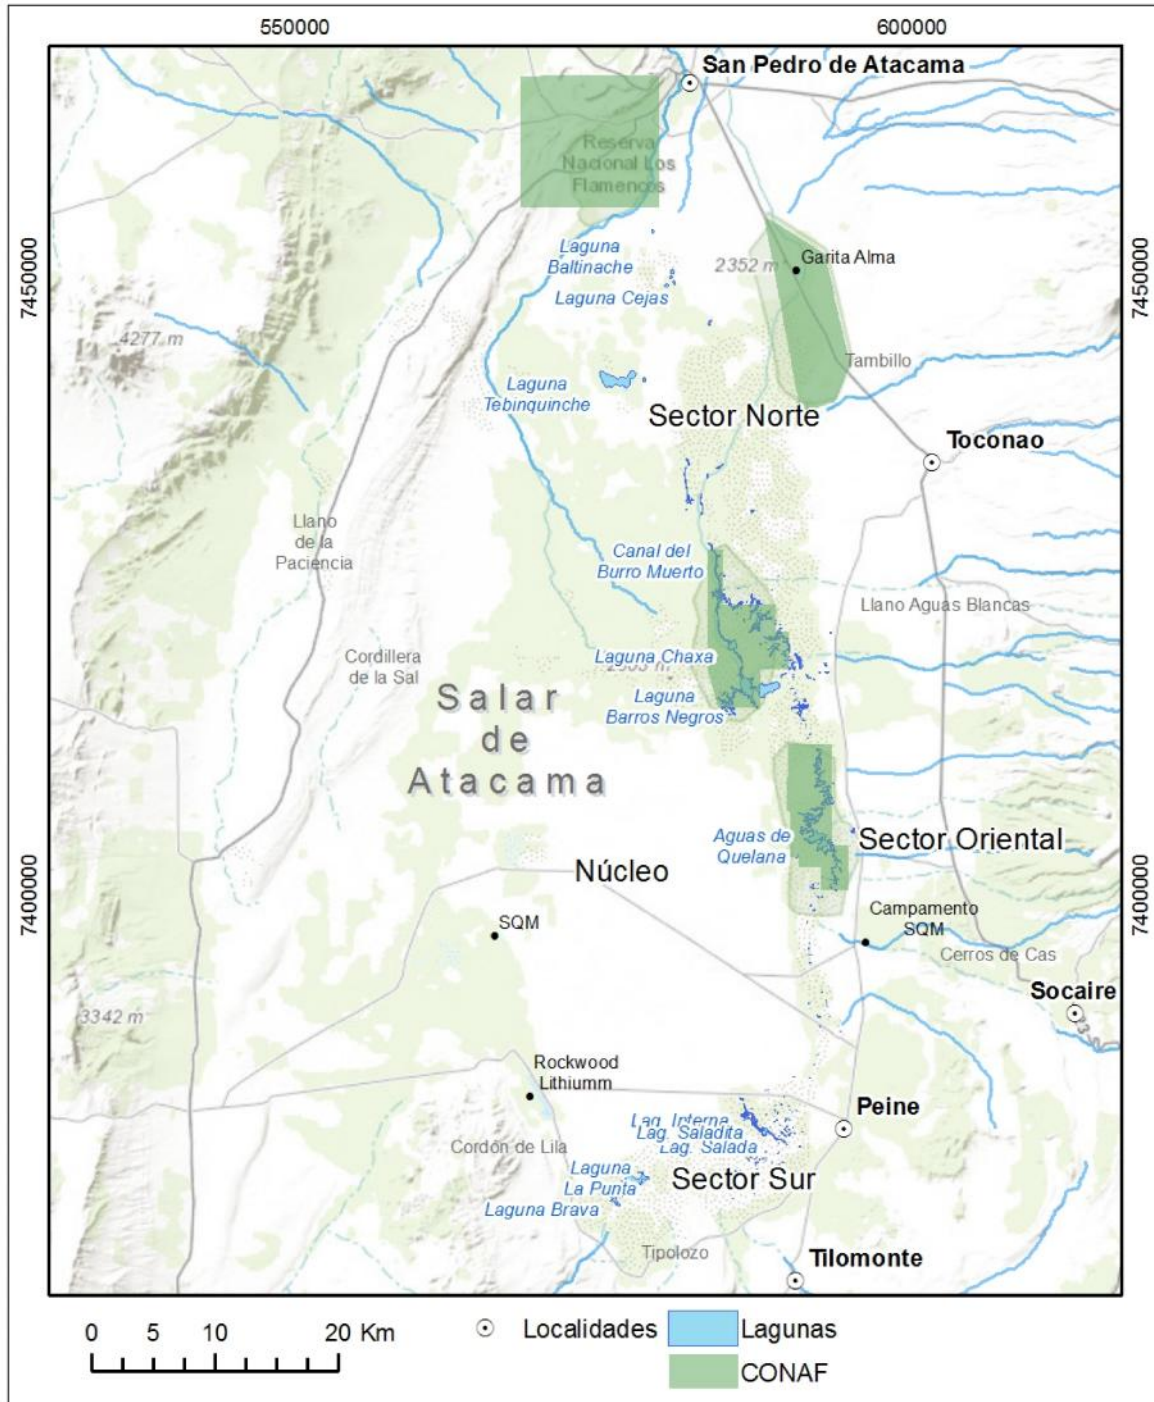 550000
600000
San Pedro de Atacama
Reserva
Nacional Los
Flamencos
7450000
7450000
Laguna
Baltinache
2352 m
Garita Alma
Laguna Cejas
4277 m
Tambillo
Laguna
Tebinquinche
Sector Norte
Toconao
Llano
de la
Paciencia
Canal del
Burro Muerto
Llano Aguas Blancas
Laguna Chaxa
Cordillera
de la Sal
Laguna
Barros Negros
Salar
de
Atacama
Aguas de
Quelana
Sector Oriental
Núcleo
7400000
7400000
SQM
Campamento
SQM
Cerros de Cas
Socaire
3342 m
Rockwood
Lithiumm
Peine
Lag. Interna
Lag. Saladita
Lag. Salada
Cordón de Lila
Laguna
La Punta
Sector Sur
Laguna Brava
Tipolozo
Tilomonte
0 5 10 20 Km
Localidades
Lagunas
CONAF